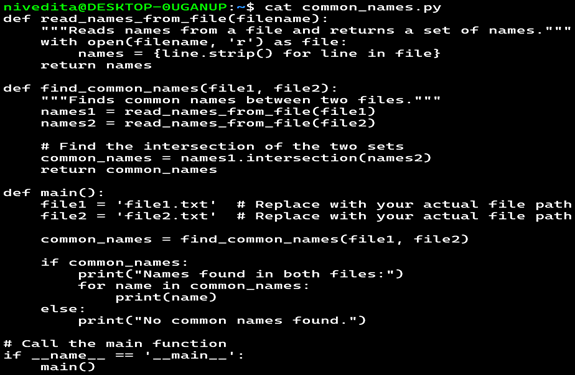 nivedita@DESKTOP-0UGANUP:~$ cat common_names.py
def read_names_from_file(filename):
    """Reads names from a file and returns a set of names."""
    with open(filename, 'r') as file:
        names = {line.strip() for line in file}
    return names

def find_common_names(file1, file2):
    """Finds common names between two files."""
    names1 = read_names_from_file(file1)
    names2 = read_names_from_file(file2)

    # Find the intersection of the two sets
    common_names = names1.intersection(names2)
    return common_names

def main():
    file1 = 'file1.txt'  # Replace with your actual file path
    file2 = 'file2.txt'  # Replace with your actual file path

    common_names = find_common_names(file1, file2)

    if common_names:
        print("Names found in both files:")
        for name in common_names:
            print(name)
    else:
        print("No common names found.")

# Call the main function
if __name__ == '__main__':
    main()